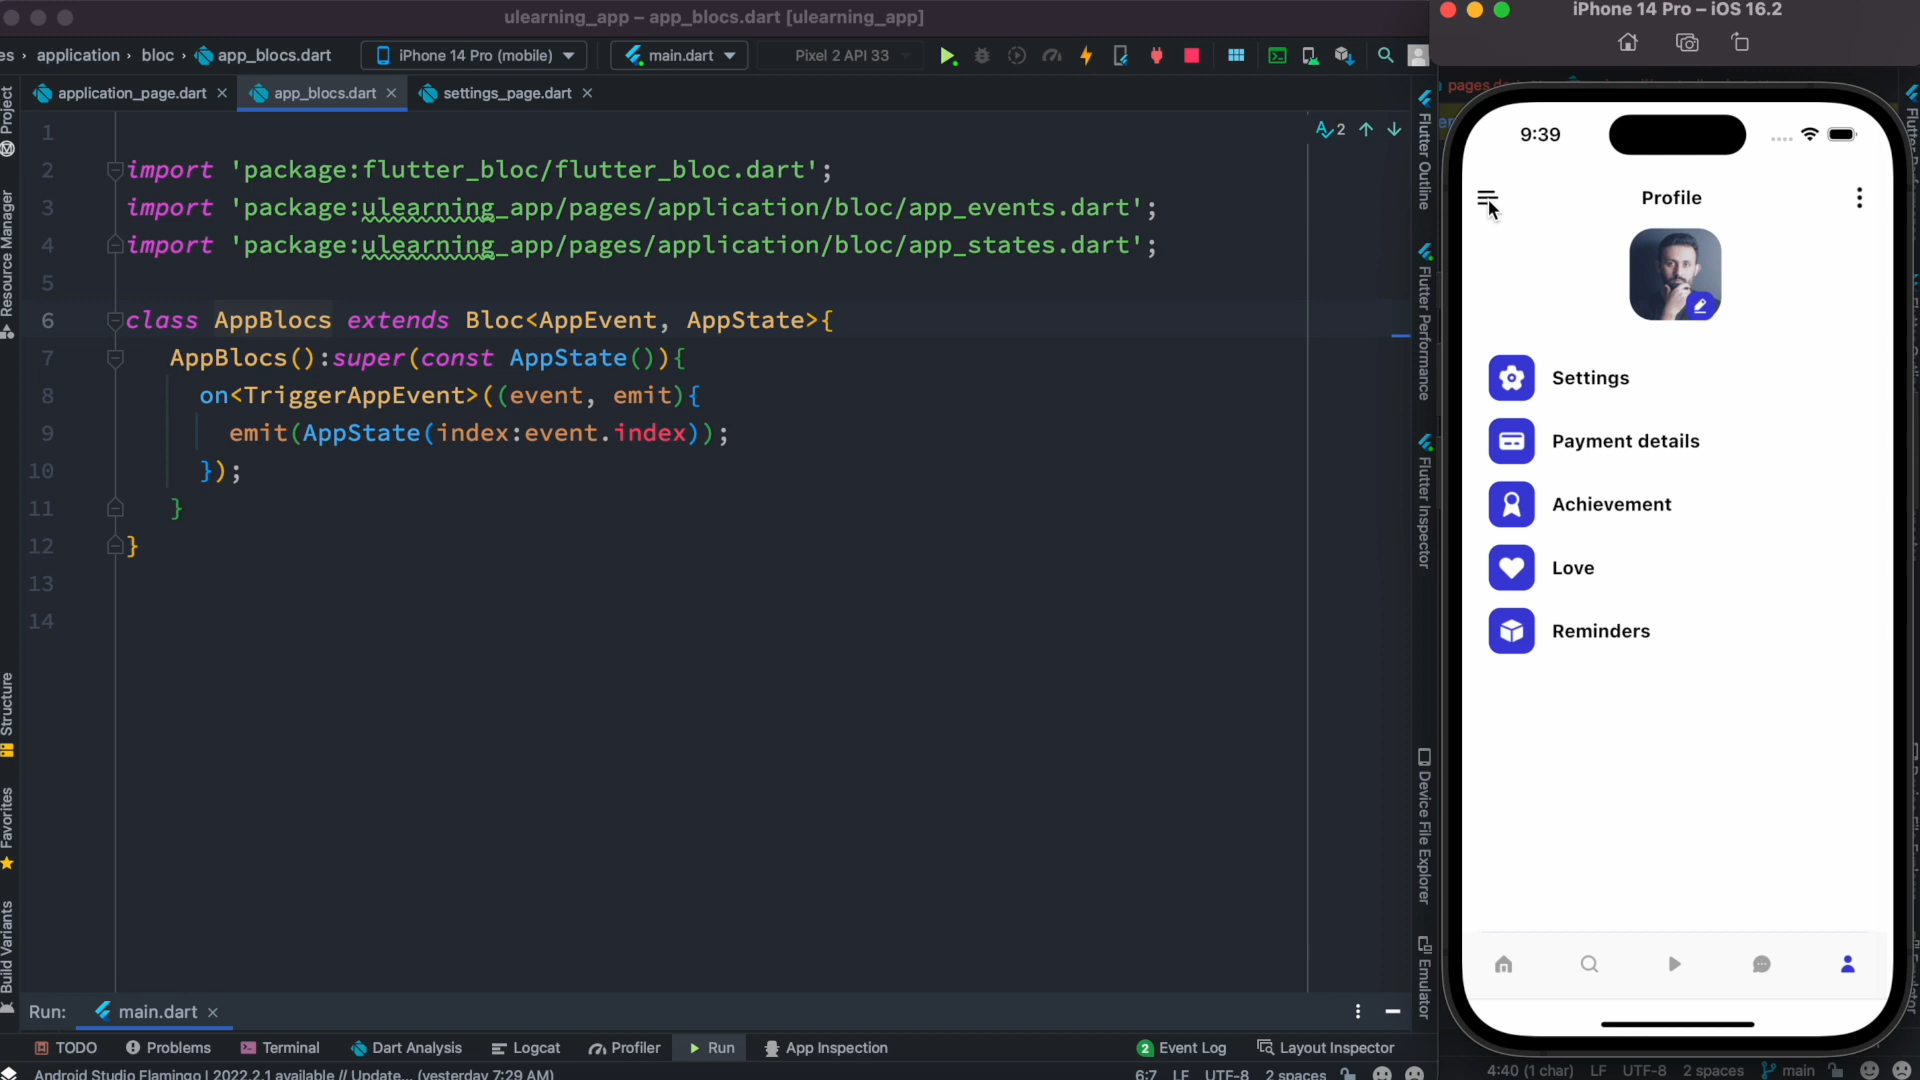 ulearning_app – app_blocs.dart [ulearning_app]
iPhone 14 Pro – iOS 16.2
es › application › bloc › app_blocs.dart
iPhone 14 Pro (mobile)
main.dart
Pixel 2 API 33
application_page.dart
app_blocs.dart
settings_page.dart
2
1
2 import 'package:flutter_bloc/flutter_bloc.dart';
3 import 'package:ulearning_app/pages/application/bloc/app_events.dart';
4 import 'package:ulearning_app/pages/application/bloc/app_states.dart';
5
6 class AppBlocs extends Bloc<AppEvent, AppState>{
7 AppBlocs():super(const AppState()){
8 on<TriggerAppEvent>((event, emit){
9 emit(AppState(index:event.index));
10 });
11 }
12 }
13
14
Project
Resource Manager
Structure
Favorites
Build Variants
Flutter Outline
Flutter Performance
Flutter Inspector
Device File Explorer
Emulator
9:39
Profile
Settings
Payment details
Achievement
Love
Reminders
Run:
main.dart
TODO
Problems
Terminal
Dart Analysis
Logcat
Profiler
Run
App Inspection
2 Event Log
Layout Inspector
Android Studio Flamingo | 2022.2.1 available // Update... (yesterday 7:29 AM)
6:7 LF UTF-8 2 spaces
4:40 (1 char) LF UTF-8 2 spaces main